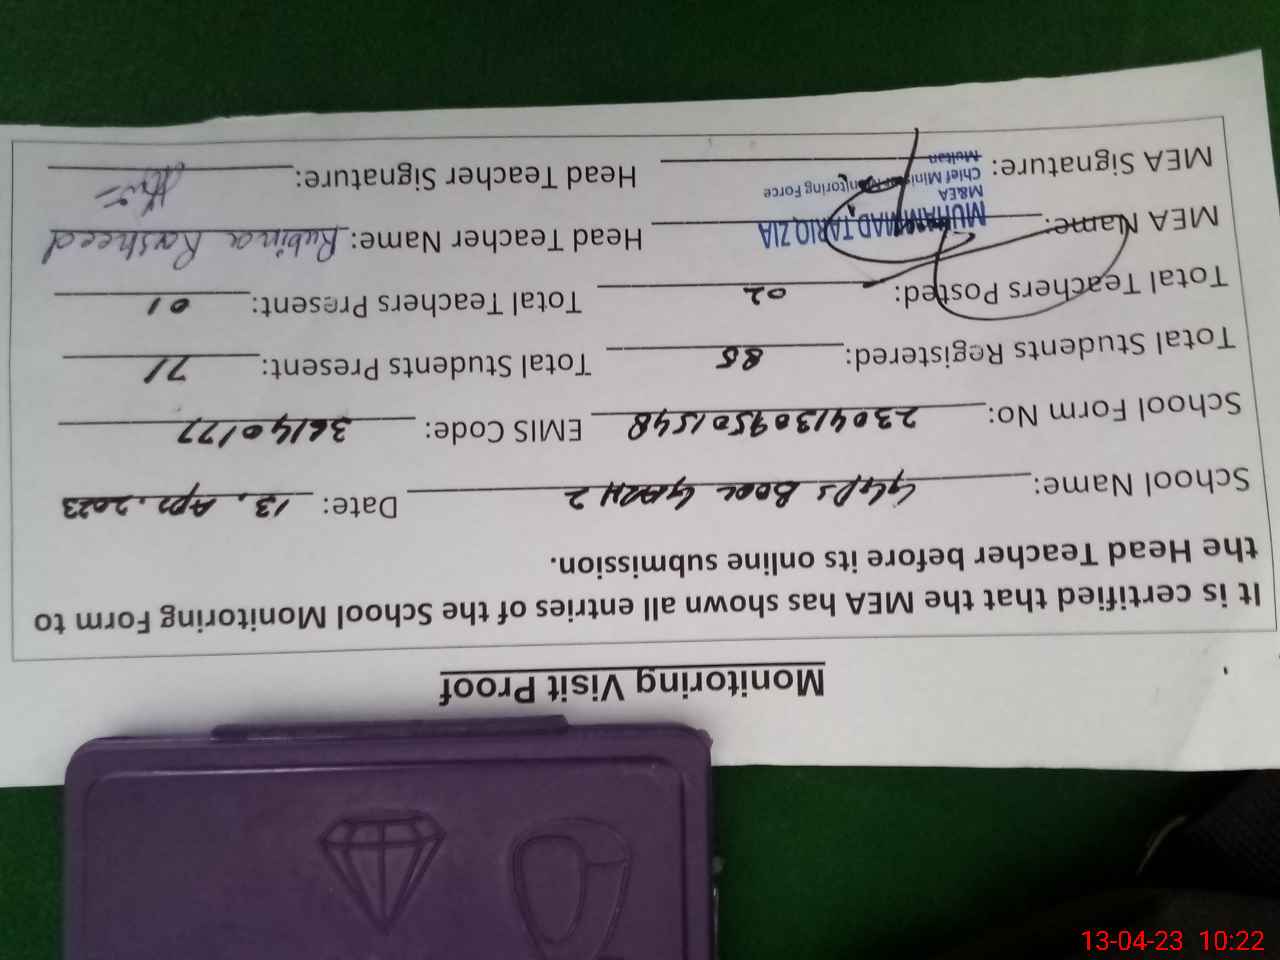 Monitoring Visit Proof
It is certified that the MEA has shown all entries of the School Monitoring Form to
the Head Teacher before its online submission.
School Name: GGPS Date: 13. Apr. 2023
School Form No: 23041309501548 EMIS Code: 36140177
Total Students Registered: 85 Total Students Present: 71
Total Teachers Posted: 02 Total Teachers Present: 01
MEA Name: MUHAMMAD TARIQ ZIA Head Teacher Name: Rubina Rasheed
M&EA
Chief Minister Monitoring Force
Multan
MEA Signature: Head Teacher Signature:
13-04-23 10:22